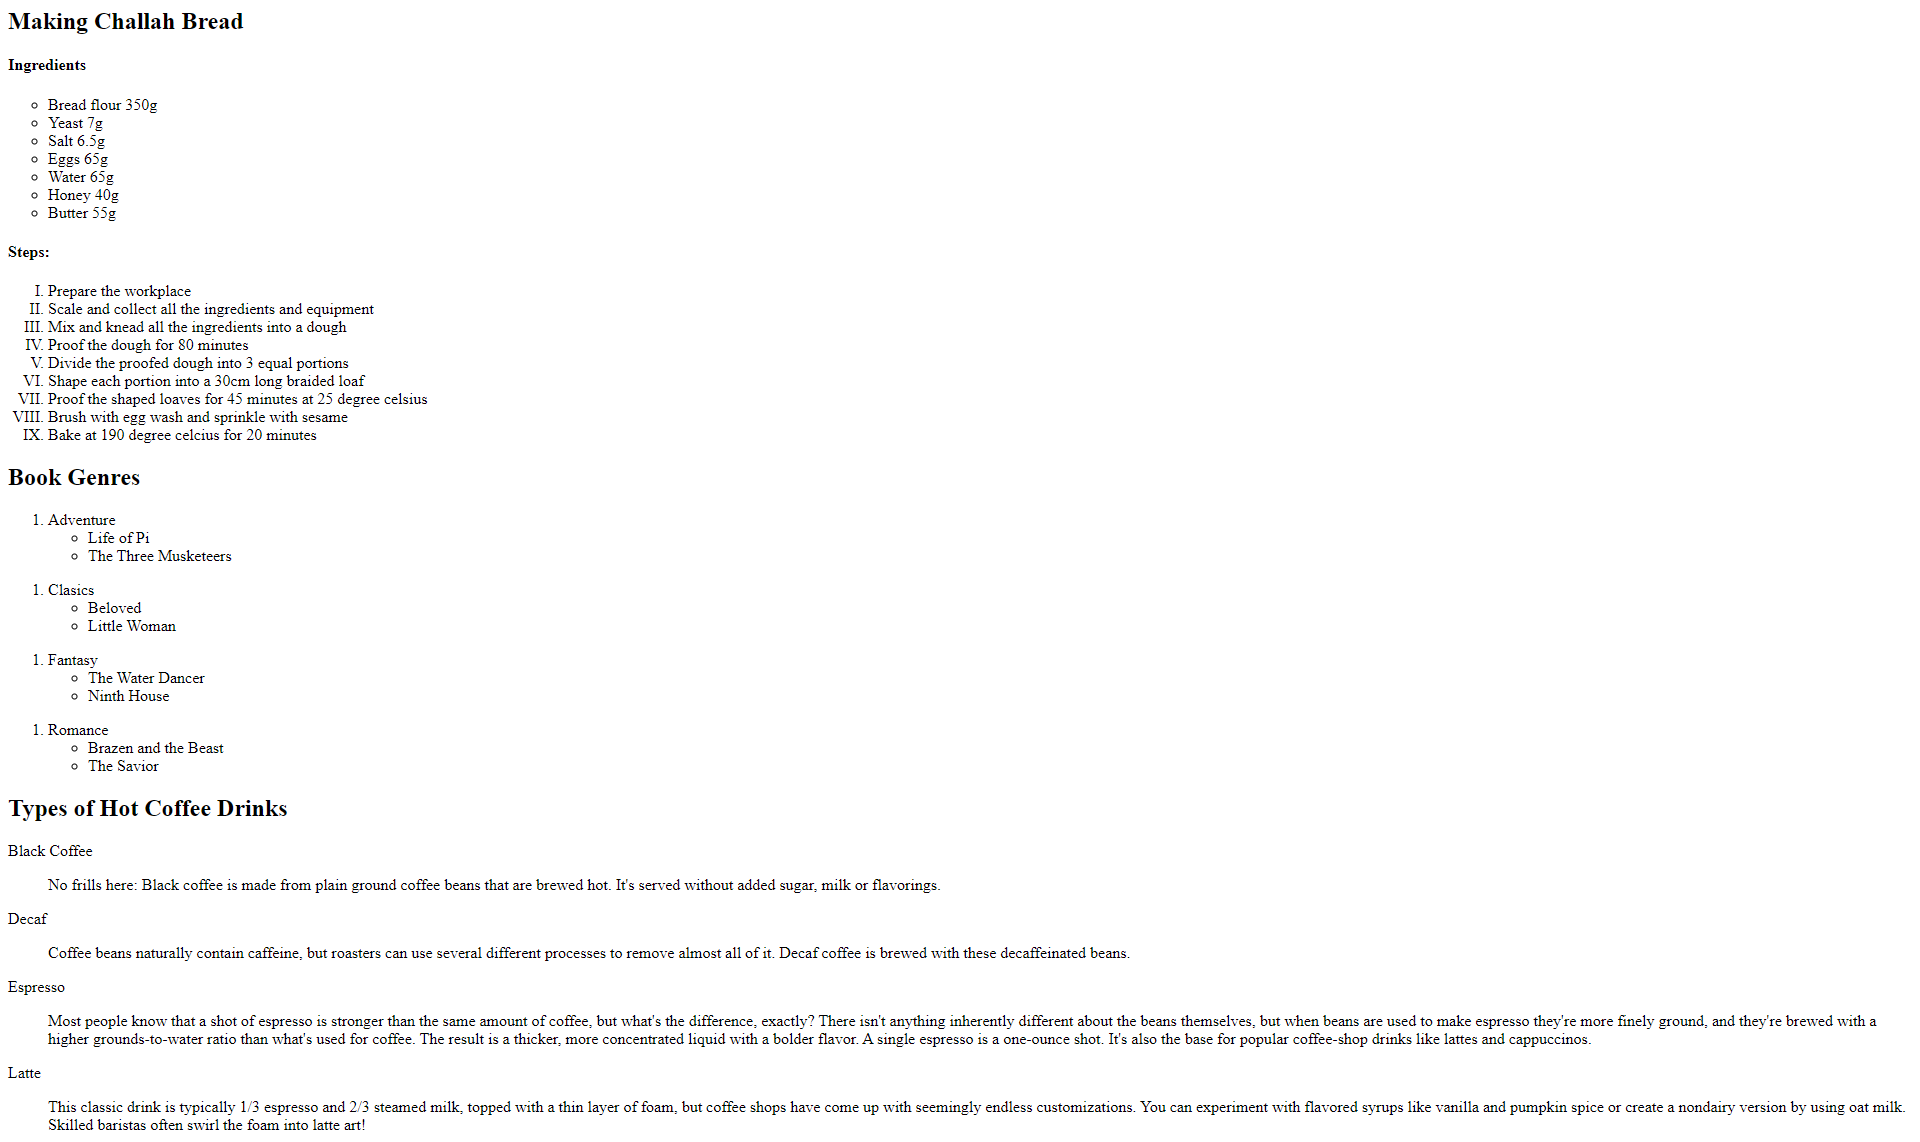 Making Challah Bread
Ingredients
Bread flour 350g
Yeast 7g
Salt 6.5g
Eggs 65g
Water 65g
Honey 40g
Butter 55g
Steps:
I. Prepare the workplace
II. Scale and collect all the ingredients and equipment
III. Mix and knead all the ingredients into a dough
IV. Proof the dough for 80 minutes
V. Divide the proofed dough into 3 equal portions
VI. Shape each portion into a 30cm long braided loaf
VII. Proof the shaped loaves for 45 minutes at 25 degree celsius
VIII. Brush with egg wash and sprinkle with sesame
IX. Bake at 190 degree celcius for 20 minutes
Book Genres
1. Adventure
Life of Pi
The Three Musketeers
1. Clasics
Beloved
Little Woman
1. Fantasy
The Water Dancer
Ninth House
1. Romance
Brazen and the Beast
The Savior
Types of Hot Coffee Drinks
Black Coffee
No frills here: Black coffee is made from plain ground coffee beans that are brewed hot. It's served without added sugar, milk or flavorings.
Decaf
Coffee beans naturally contain caffeine, but roasters can use several different processes to remove almost all of it. Decaf coffee is brewed with these decaffeinated beans.
Espresso
Most people know that a shot of espresso is stronger than the same amount of coffee, but what's the difference, exactly? There isn't anything inherently different about the beans themselves, but when beans are used to make espresso they're more finely ground, and they're brewed with a
higher grounds-to-water ratio than what's used for coffee. The result is a thicker, more concentrated liquid with a bolder flavor. A single espresso is a one-ounce shot. It's also the base for popular coffee-shop drinks like lattes and cappuccinos.
Latte
This classic drink is typically 1/3 espresso and 2/3 steamed milk, topped with a thin layer of foam, but coffee shops have come up with seemingly endless customizations. You can experiment with flavored syrups like vanilla and pumpkin spice or create a nondairy version by using oat milk.
Skilled baristas often swirl the foam into latte art!